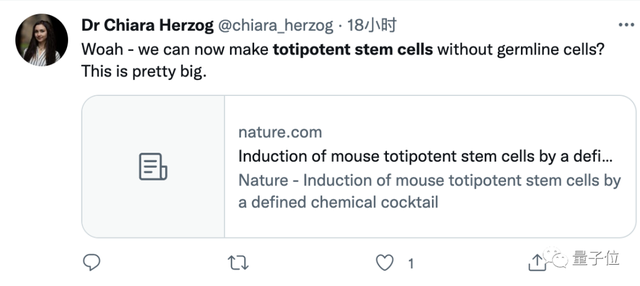 Dr Chiara Herzog @chiara_herzog · 18小时
Woah - we can now make totipotent stem cells without germline cells?
This is pretty big.
nature.com
Induction of mouse totipotent stem cells by a defi...
Nature - Induction of mouse totipotent stem cells by
a defined chemical cocktail
1
量子位